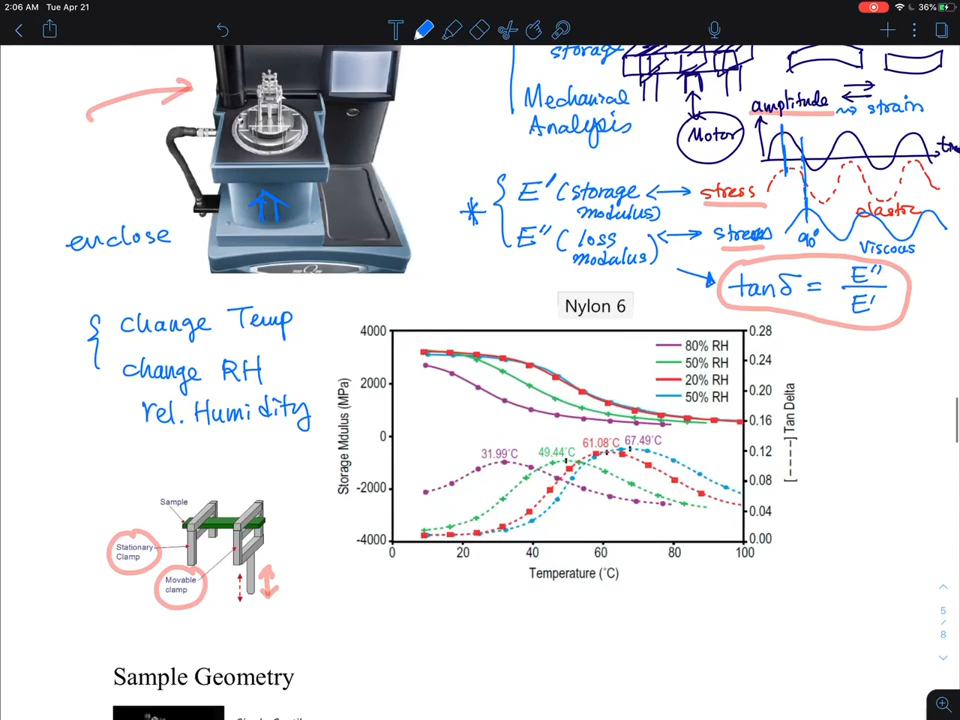 2:06 AM Tue Apr 21
36%
storage
Mechanical
Analysis
Motor
amplitude
strain
E' (storage
modulus)
stress
elastic
E" (loss
modulus)
stress
90°
Viscous
tanδ = E"/E'
enclose
{ change Temp
change RH
rel. Humidity
Nylon 6
4000
2000
0
-2000
-4000
Storage Mdulus (MPa)
0.28
0.24
0.20
0.16
0.12
0.08
0.04
0.00
[-----] Tan Delta
80% RH
50% RH
20% RH
50% RH
31.99°C
49.44°C
61.08°C
67.49°C
0 20 40 60 80 100
Temperature (°C)
Sample
Stationary
Clamp
Movable
clamp
5
/
8
Sample Geometry